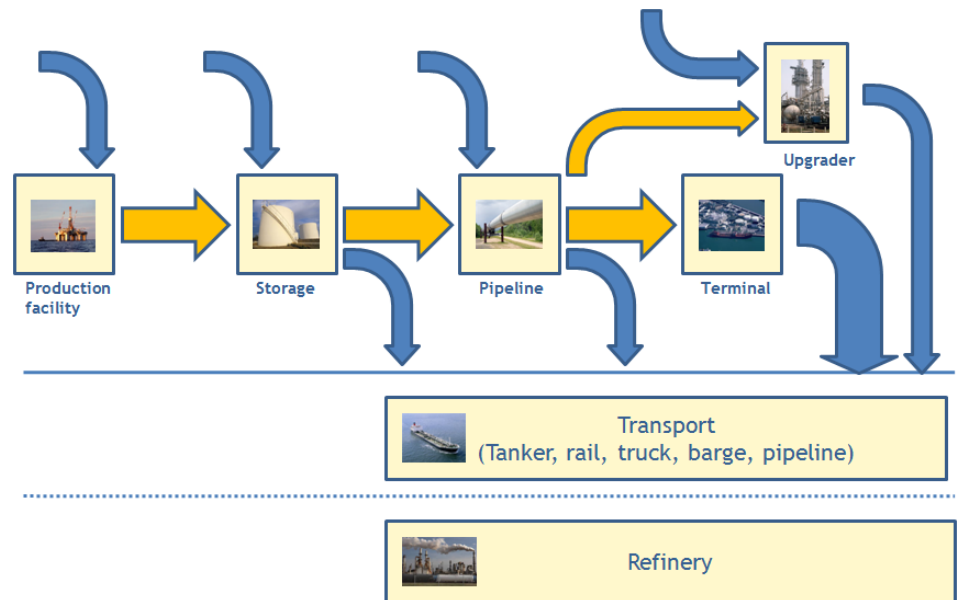 Upgrader
Production
facility
Storage
Pipeline
Terminal
Transport
(Tanker, rail, truck, barge, pipeline)
Refinery